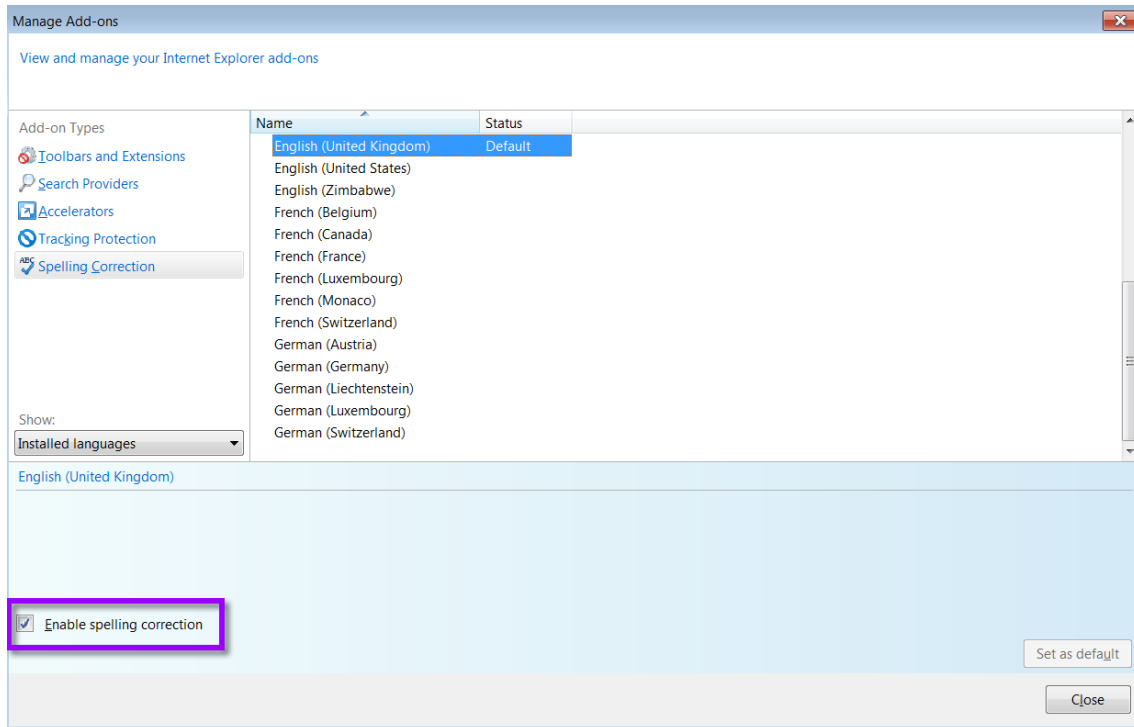 Manage Add-ons
View and manage your Internet Explorer add-ons
Add-on Types
Toolbars and Extensions
Search Providers
Accelerators
Tracking Protection
ABC Spelling Correction
Show:
Installed languages
Name Status
English (United Kingdom) Default
English (United States)
English (Zimbabwe)
French (Belgium)
French (Canada)
French (France)
French (Luxembourg)
French (Monaco)
French (Switzerland)
German (Austria)
German (Germany)
German (Liechtenstein)
German (Luxembourg)
German (Switzerland)
English (United Kingdom)
Enable spelling correction
Set as default
Close